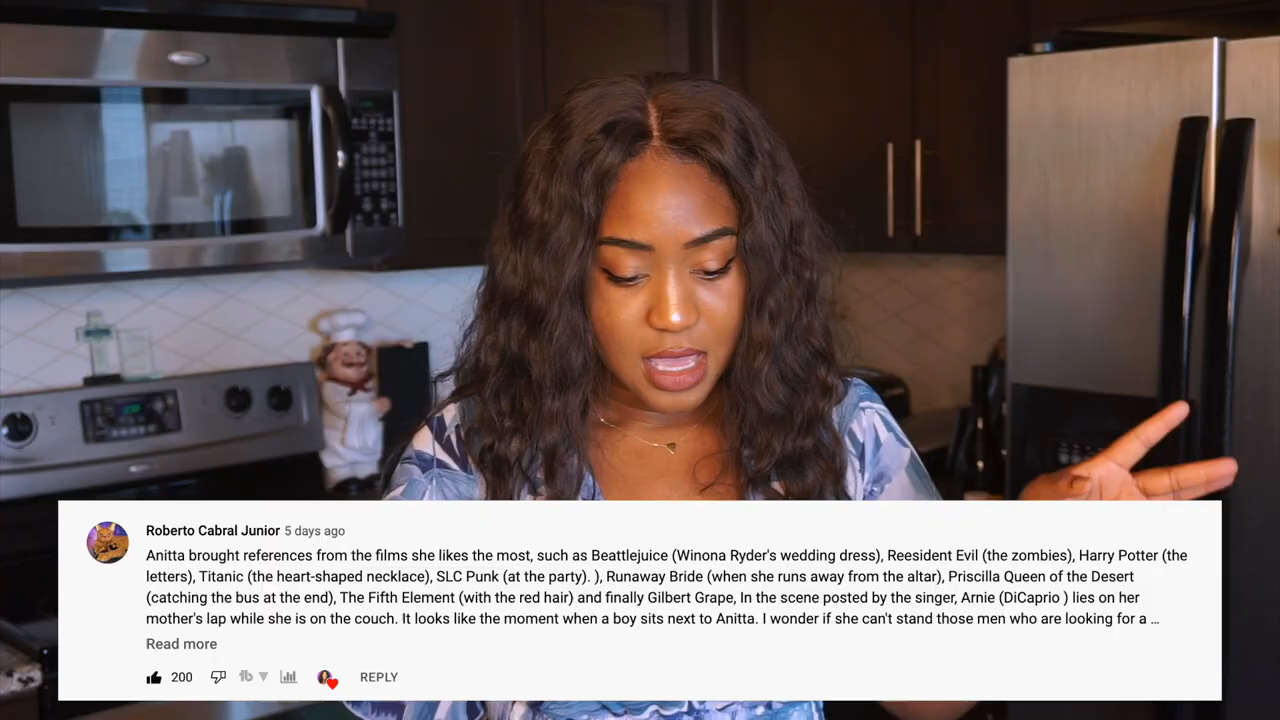 Roberto Cabral Junior 5 days ago
Anitta brought references from the films she likes the most, such as Beattlejuice (Winona Ryder's wedding dress), Reesident Evil (the zombies), Harry Potter (the
letters), Titanic (the heart-shaped necklace), SLC Punk (at the party). ), Runaway Bride (when she runs away from the altar), Priscilla Queen of the Desert
(catching the bus at the end), The Fifth Element (with the red hair) and finally Gilbert Grape, In the scene posted by the singer, Arnie (DiCaprio ) lies on her
mother's lap while she is on the couch. It looks like the moment when a boy sits next to Anitta. I wonder if she can't stand those men who are looking for a ...
Read more
200 REPLY